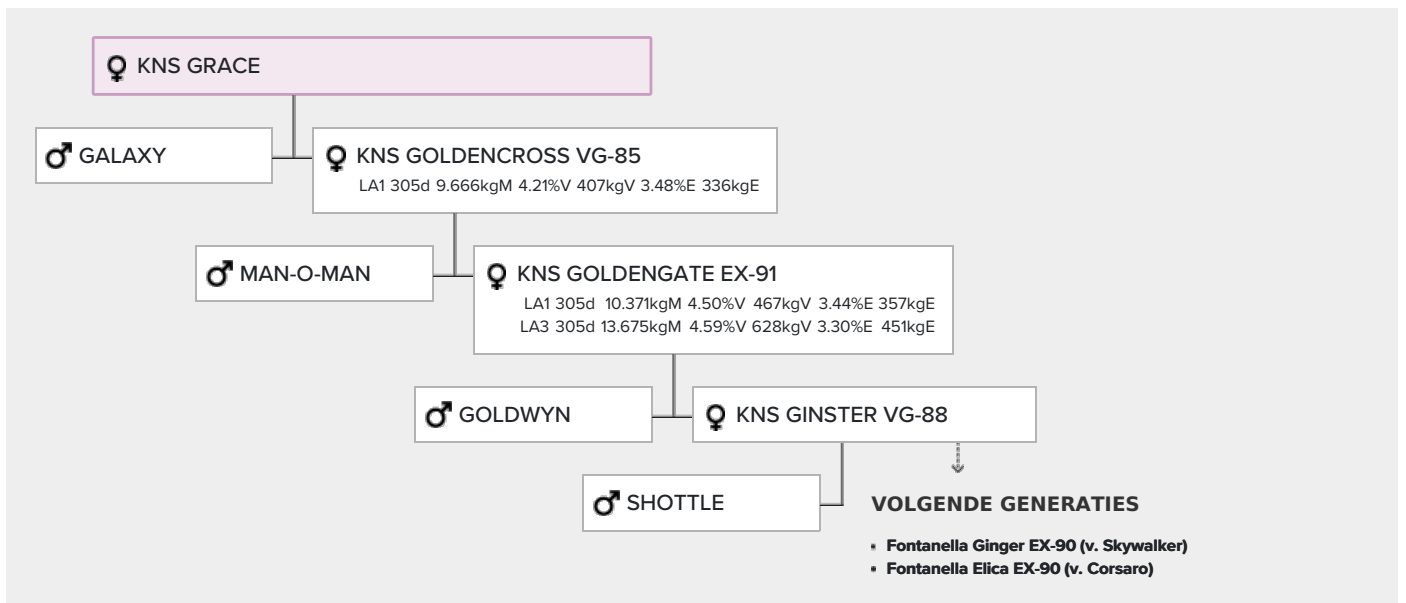 KNS GRACE
GALAXY
KNS GOLDENCROSS VG-85
LA1 305d 9.666kgM 4.21%V 407kgV 3.48%E 336kgE
MAN-O-MAN
KNS GOLDENGATE EX-91
LA1 305d 10.371kgM 4.50%V 467kgV 3.44%E 357kgE
LA3 305d 13.675kgM 4.59%V 628kgV 3.30%E 451kgE
GOLDWYN
KNS GINSTER VG-88
SHOTTLE
VOLGENDE GENERATIES
Fontanella Ginger EX-90 (v. Skywalker)
Fontanella Elica EX-90 (v. Corsaro)